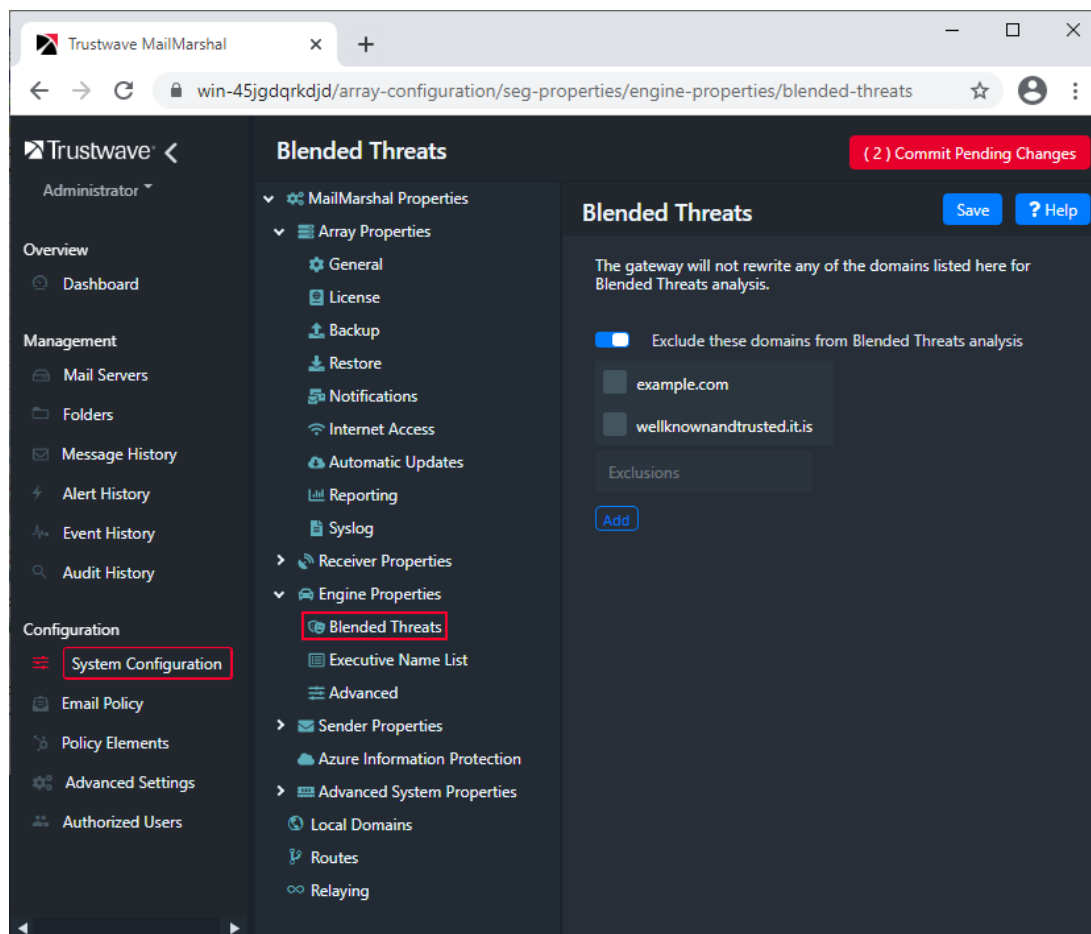 Trustwave MailMarshal
win-45jgdqrkdjd/array-configuration/seg-properties/engine-properties/blended-threats
Trustwave
Administrator
Overview
Dashboard
Management
Mail Servers
Folders
Message History
Alert History
Event History
Audit History
Configuration
System Configuration
Email Policy
Policy Elements
Advanced Settings
Authorized Users
Blended Threats
( 2 ) Commit Pending Changes
MailMarshal Properties
Array Properties
General
License
Backup
Restore
Notifications
Internet Access
Automatic Updates
Reporting
Syslog
Receiver Properties
Engine Properties
Blended Threats
Executive Name List
Advanced
Sender Properties
Azure Information Protection
Advanced System Properties
Local Domains
Routes
Relaying
Blended Threats
Save
? Help
The gateway will not rewrite any of the domains listed here for
Blended Threats analysis.
Exclude these domains from Blended Threats analysis
example.com
wellknownandtrusted.it.is
Exclusions
Add